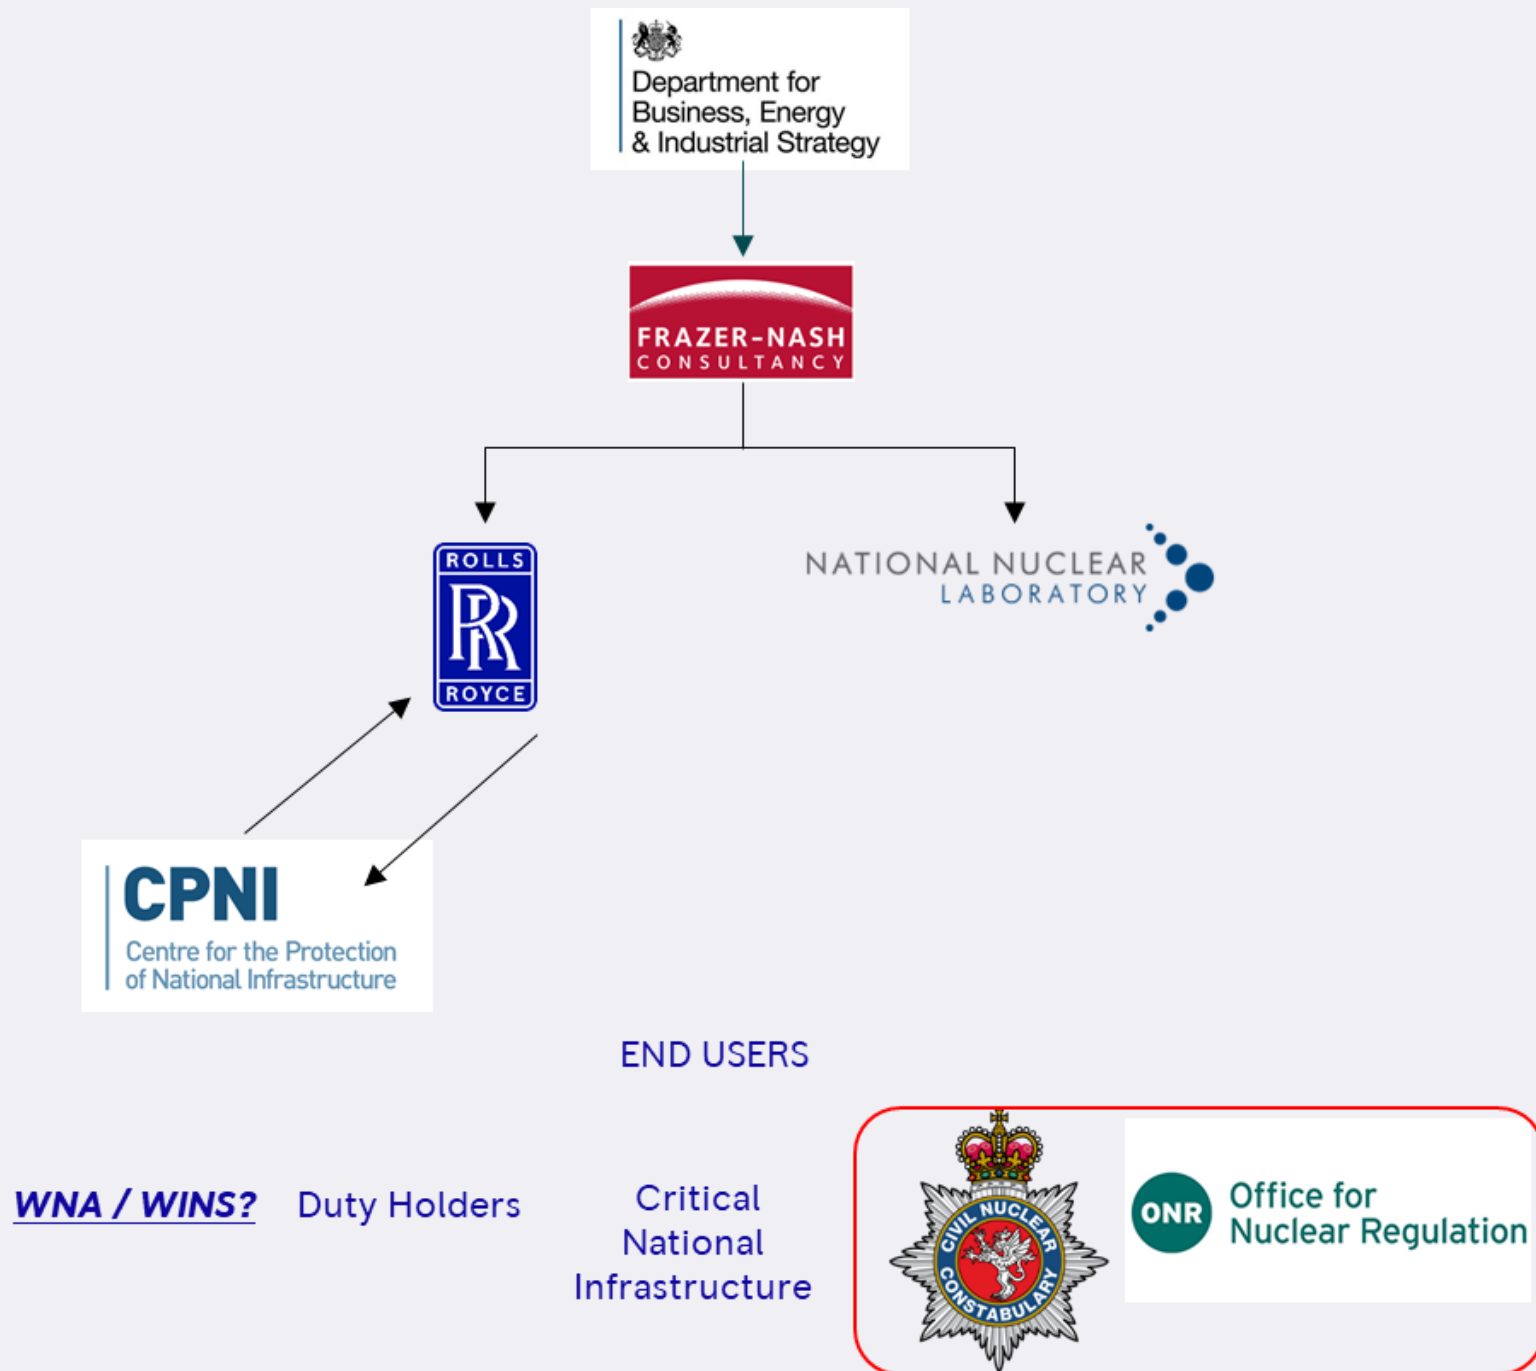 Department for
Business, Energy
& Industrial Strategy
FRAZER-NASH
CONSULTANCY
ROLLS
RR
ROYCE
NATIONAL NUCLEAR
LABORATORY
CPNI
Centre for the Protection
of National Infrastructure
END USERS
WNA / WINS?
Duty Holders
Critical
National
Infrastructure
CIVIL NUCLEAR
CONSTABULARY
ONR
Office for
Nuclear Regulation